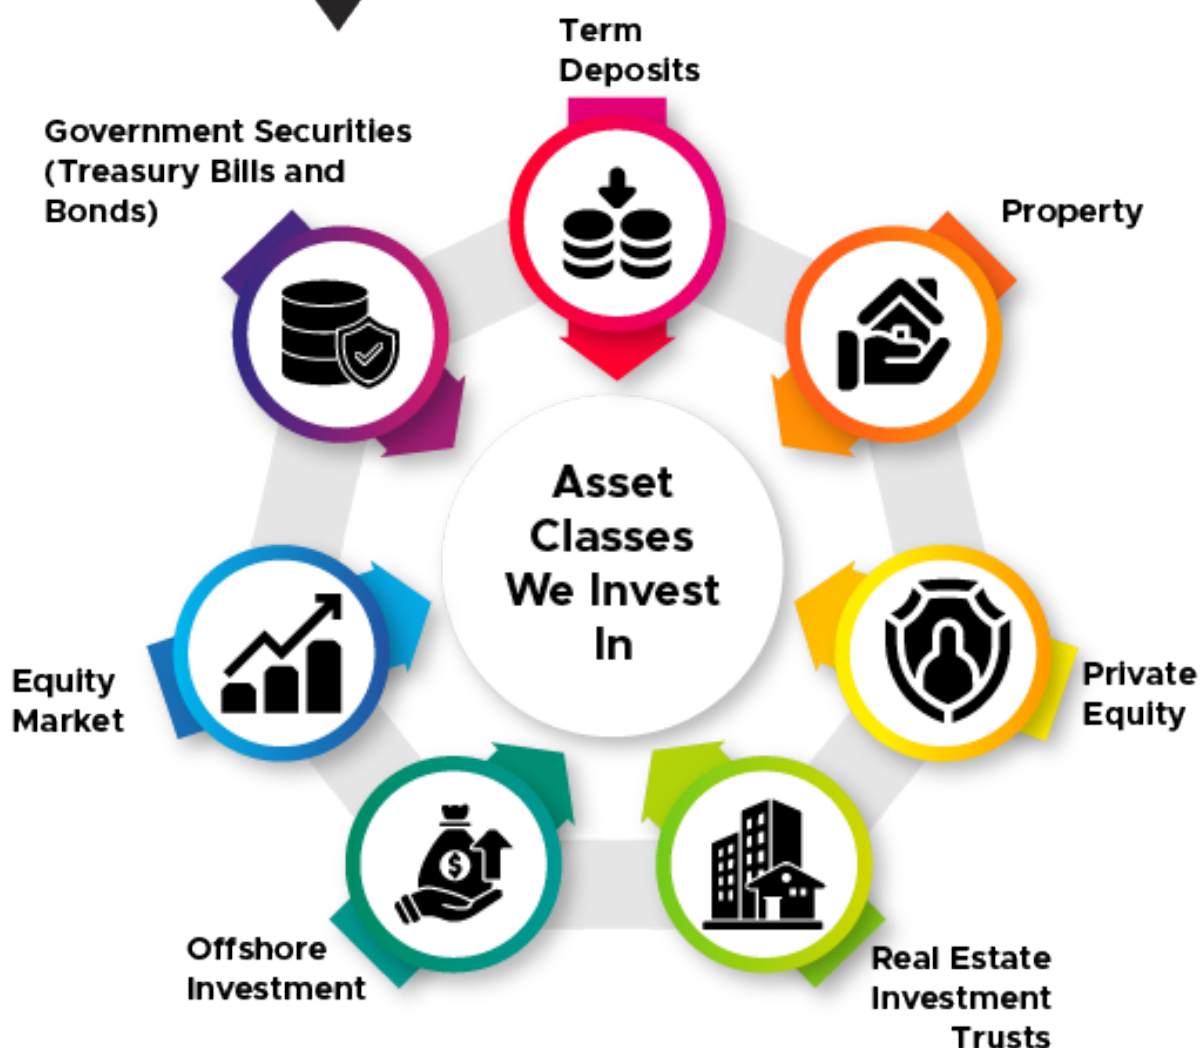 Term
Deposits
Government Securities
(Treasury Bills and
Bonds)
Property
Asset
Classes
We Invest
In
Equity
Market
Private
Equity
$
Offshore
Investment
Real Estate
Investment
Trusts